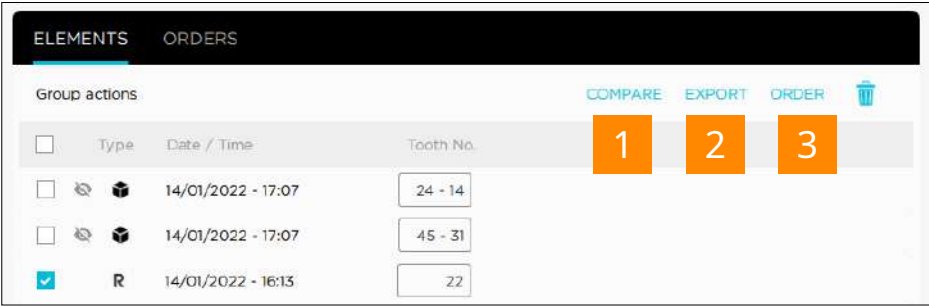 ELEMENTS ORDERS
Group actions COMPARE EXPORT ORDER
Type Date / Time Tooth No. 1 2 3
14/01/2022 - 17:07 24 - 14
14/01/2022 - 17:07 45 - 31
R 14/01/2022 - 16:13 22